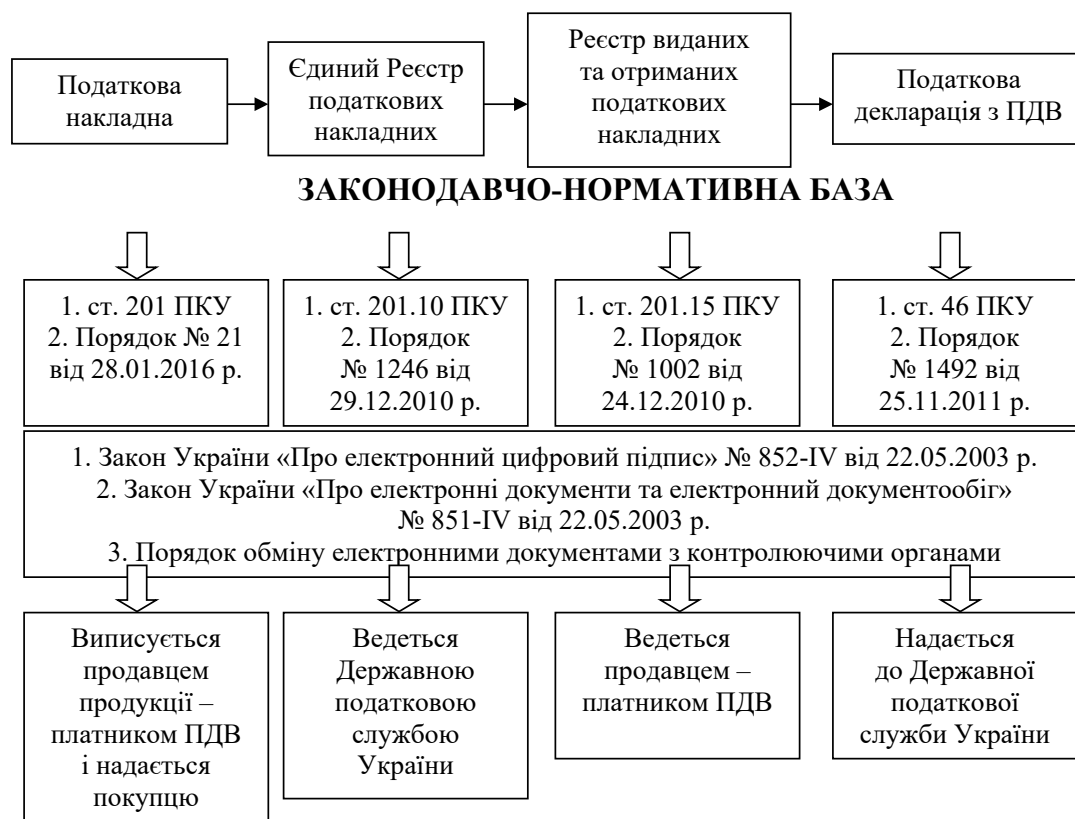 Податкова
накладна
Єдиний Реєстр
податкових
накладних
Реєстр виданих
та отриманих
податкових
накладних
Податкова
декларація з ПДВ
ЗАКОНОДАВЧО-НОРМАТИВНА БАЗА
1. ст. 201 ПКУ
2. Порядок № 21
від 28.01.2016 р.
1. ст. 201.10 ПКУ
2. Порядок
№ 1246 від
29.12.2010 р.
1. ст. 201.15 ПКУ
2. Порядок
№ 1002 від
24.12.2010 р.
1. ст. 46 ПКУ
2. Порядок
№ 1492 від
25.11.2011 р.
1. Закон України «Про електронний цифровий підпис» № 852-IV від 22.05.2003 р.
2. Закон України «Про електронні документи та електронний документообіг»
№ 851-IV від 22.05.2003 р.
3. Порядок обміну електронними документами з контролюючими органами
Виписується
продавцем
продукції –
платником ПДВ
і надається
покупцю
Ведеться
Державною
податковою
службою
України
Ведеться
продавцем –
платником ПДВ
Надається
до Державної
податкової
служби України